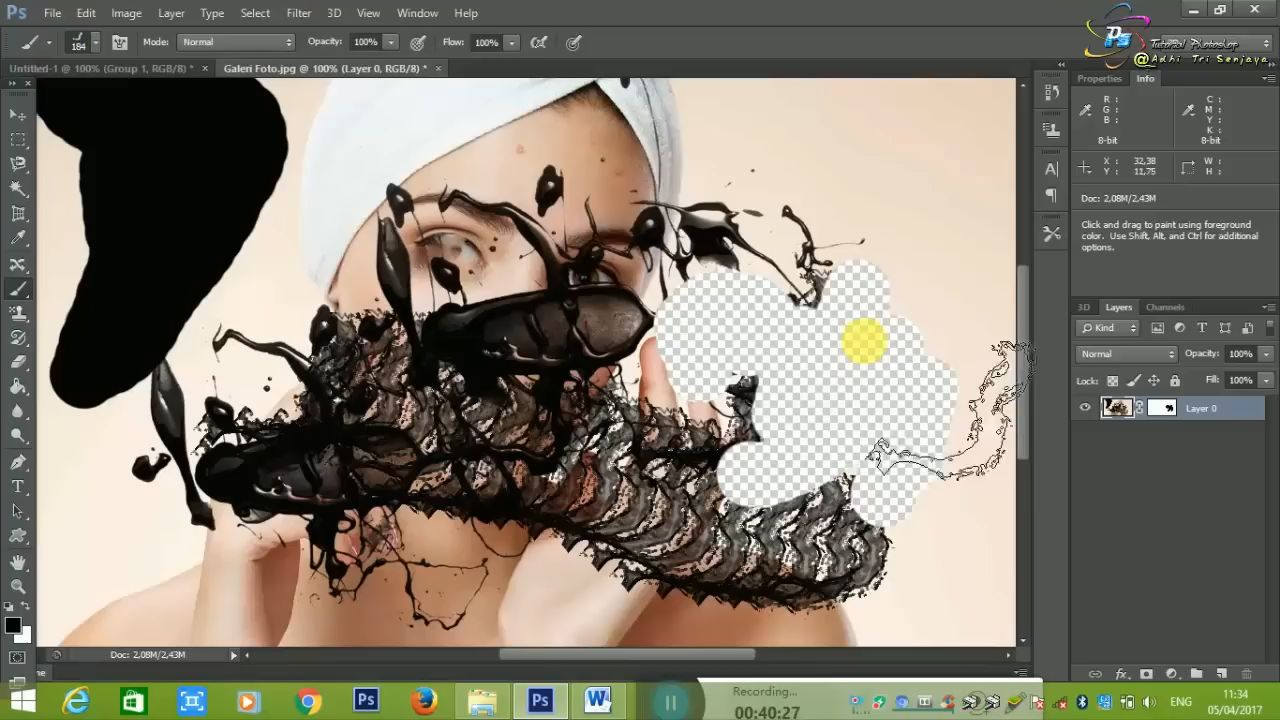 Ps File Edit Image Layer Type Select Filter 3D View Window Help
184 Mode: Normal Opacity: 100% Flow: 100%
Ps
Tutorial Photoshop
@Adhi Tri Senjaya
Untitled-1 @ 100% (Group 1, RGB/8) * × Galeri Foto.jpg @ 100% (Layer 0, RGB/8) * ×
Properties Info
R : C :
G : M :
B : Y :
K :
8-bit 8-bit
X : 32,38 W :
Y : 11,75 H :
Doc: 2,08M/2,43M
Click and drag to paint using foreground
color. Use Shift, Alt, and Ctrl for additional
options.
3D Layers Channels
Kind
Normal Opacity: 100%
Lock: Fill: 100%
Layer 0
Doc: 2,08M/2,43M
Recording...
00:40:27
Ps Ps W
ENG
11:34
05/04/2017